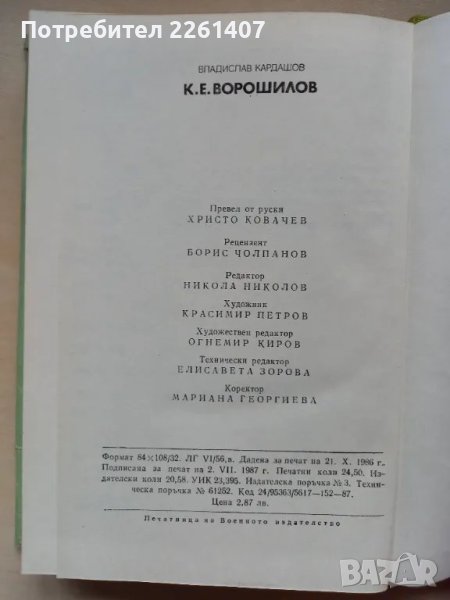 Потребител 2261407
ВЛАДИСЛАВ КАРДАШОВ
К. Е. ВОРОШИЛОВ
Превел от руски
ХРИСТО КОВАЧЕВ
Рецензент
БОРИС ЧОЛПАНОВ
Редактор
НИКОЛА НИКОЛОВ
Художник
КРАСИМИР ПЕТРОВ
Художествен редактор
ОГНЕМИР КИРОВ
Технически редактор
ЕЛИСАВЕТА ЗОРОВА
Коректор
МАРИАНА ГЕОРГИЕВА
Формат 84×108/32. ЛГ VI/56, в. Дадена за печат на 21. X. 1986 г.,
Подписана за печат на 2. VII. 1987 г. Печатни коли 24,50. Из-
дателски коли 20,58. УИК 23,395. Издателска поръчка № 3. Техни-
ческа поръчка № 61252. Код 24/95363/5617—152—87.
Цена 2,87 лв.
Печатница на Военното издателство
BAZAR